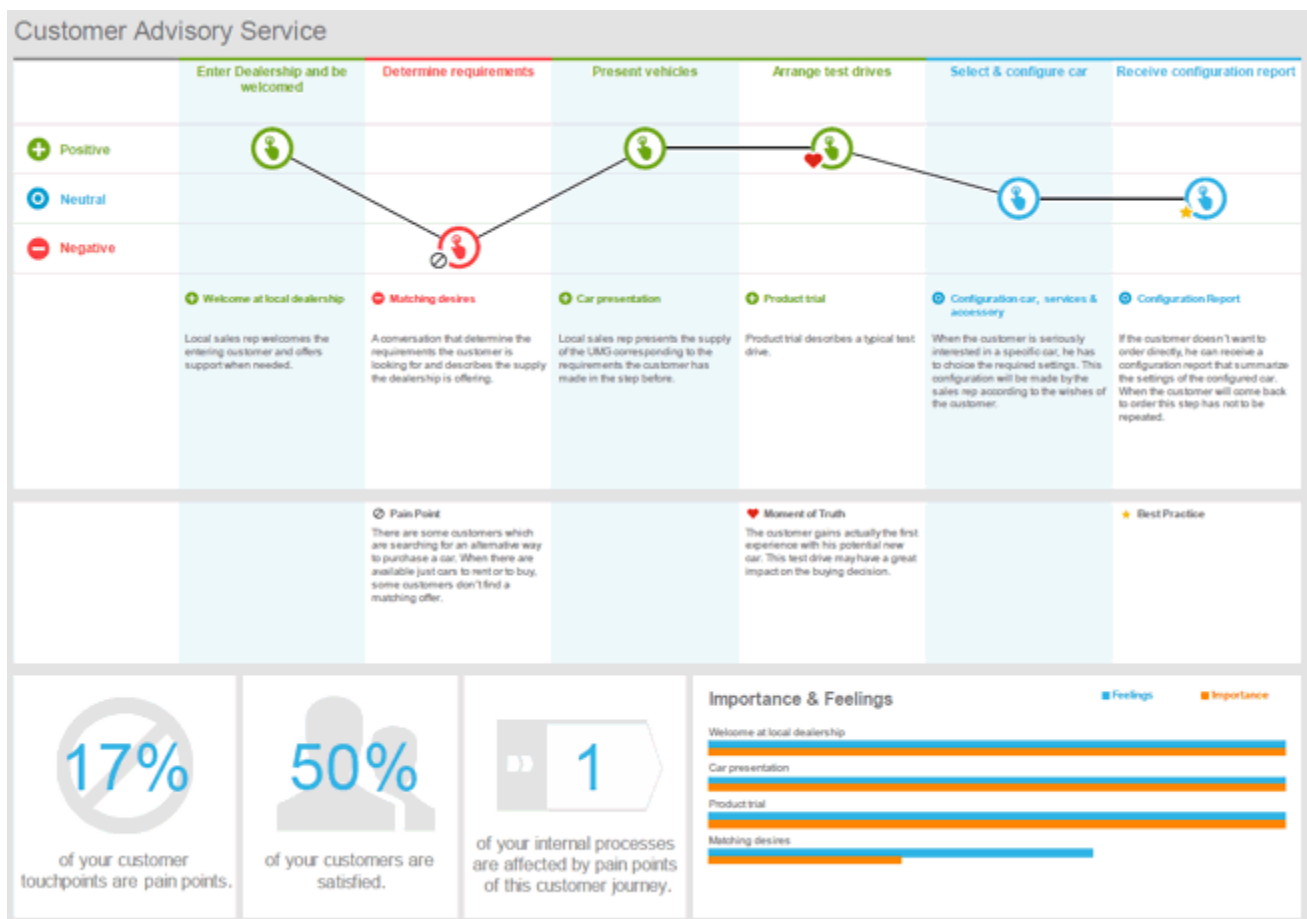 Customer Advisory Service
Enter Dealership and be
welcomed
Determine requirements
Present vehicles
Arrange test drives
Select & configure car
Receive configuration report
Positive
Neutral
Negative
Welcome at local dealership
Local sales rep welcomes the
entering customer and offers
support when needed.
Matching desires
A conversation that determine the
requirements the customer is
looking for and describes the supply
the dealership is offering.
Car presentation
Local sales rep presents the supply
of the UMG corresponding to the
requirements the customer has
made in the step before.
Product trial
Product trial describes a typical test
drive.
Configuration car, services &
accessory
When the customer is seriously
interested in a specific car, he has
to choice the required settings. This
configuration will be made by the
sales rep according to the wishes of
the customer.
Configuration Report
If the customer doesn't want to
order directly, he can receive a
configuration report that summarize
the settings of the configured car.
When the customer will come back
to order this step has not to be
repeated.
Pain Point
There are some customers which
are searching for an alternative way
to purchase a car. When there are
available just cars to rent or to buy,
some customers don't find a
matching offer.
Moment of Truth
The customer gains actually the first
experience with his potential new
car. This test drive may have a great
impact on the buying decision.
Best Practice
17%
of your customer
touchpoints are pain points.
50%
of your customers are
satisfied.
1
of your internal processes
are affected by pain points
of this customer journey.
Importance & Feelings
Feelings
Importance
Welcome at local dealership
Car presentation
Product trial
Matching desires